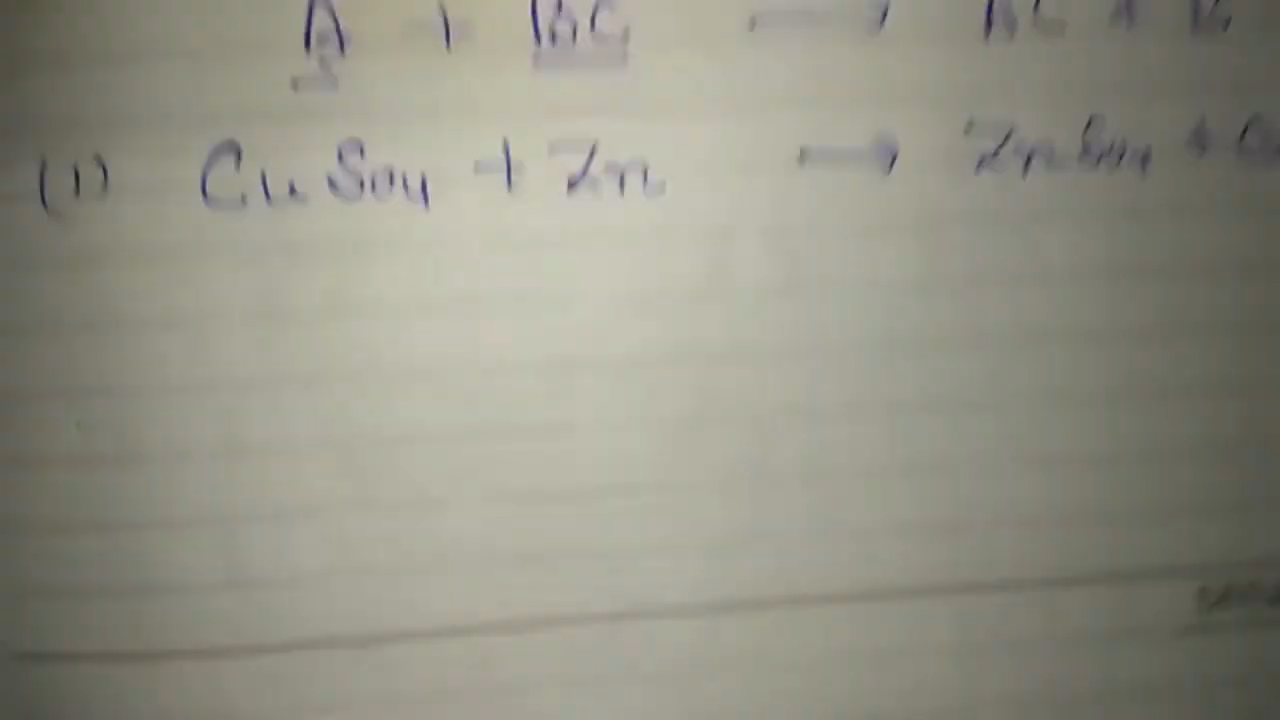 A + BC → AC + B
(1) CuSO4 + Zn → ZnSO4 +